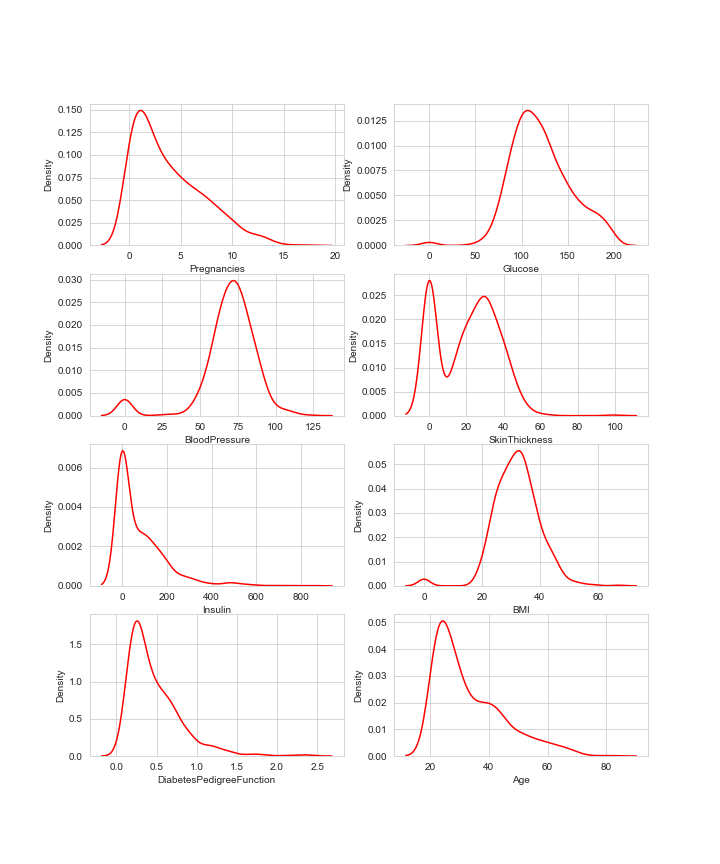 0.150
0.125
0.100
0.075
0.050
0.025
0.000
Density
0 5 10 15 20
Pregnancies
0.0125
0.0100
0.0075
0.0050
0.0025
0.0000
Density
0 50 100 150 200
Glucose
0.030
0.025
0.020
0.015
0.010
0.005
0.000
Density
0 25 50 75 100 125
BloodPressure
0.025
0.020
0.015
0.010
0.005
0.000
Density
0 20 40 60 80 100
SkinThickness
0.006
0.004
0.002
0.000
Density
0 200 400 600 800
Insulin
0.05
0.04
0.03
0.02
0.01
0.00
Density
0 20 40 60
BMI
1.5
1.0
0.5
0.0
Density
0.0 0.5 1.0 1.5 2.0 2.5
DiabetesPedigreeFunction
0.05
0.04
0.03
0.02
0.01
0.00
Density
20 40 60 80
Age